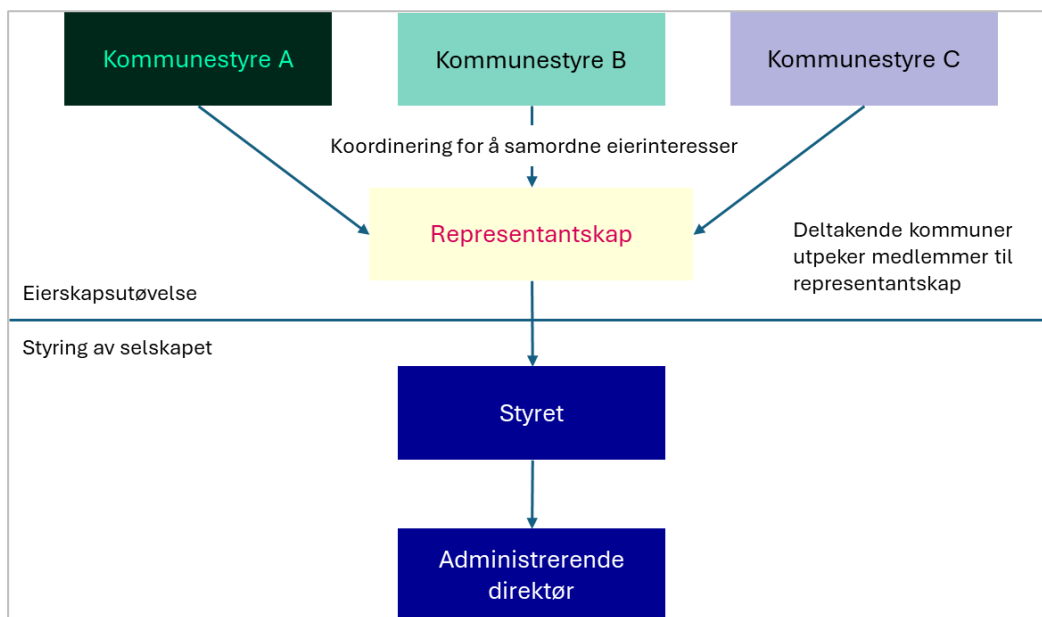 Kommunestyre A
Kommunestyre B
Kommunestyre C
Koordinering for å samordne eierinteresser
Representantskap
Deltakende kommuner
utpeker medlemmer til
representantskap
Eierskapsutøvelse
Styring av selskapet
Styret
Administrerende
direktør